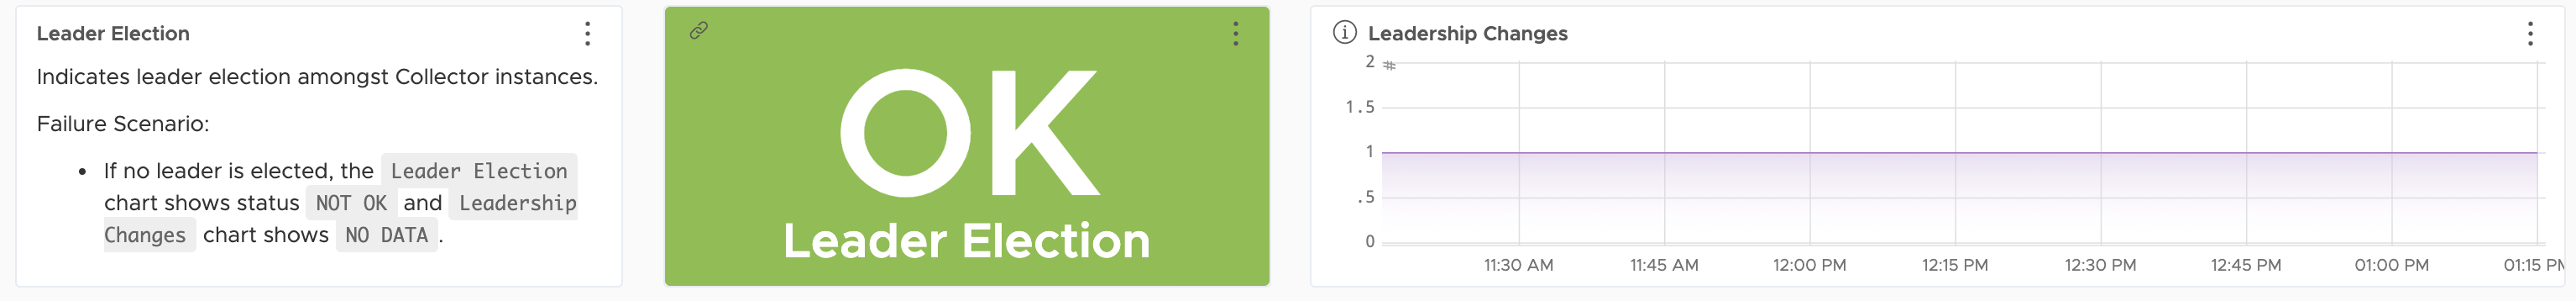 Leader Election
Indicates leader election amongst Collector instances.
Failure Scenario:
• If no leader is elected, the Leader Election
chart shows status NOT OK and Leadership
Changes chart shows NO DATA .
OK
Leader Election
Leadership Changes
2 #
1.5
1
.5
0
11:30 AM 11:45 AM 12:00 PM 12:15 PM 12:30 PM 12:45 PM 01:00 PM 01:15 PM